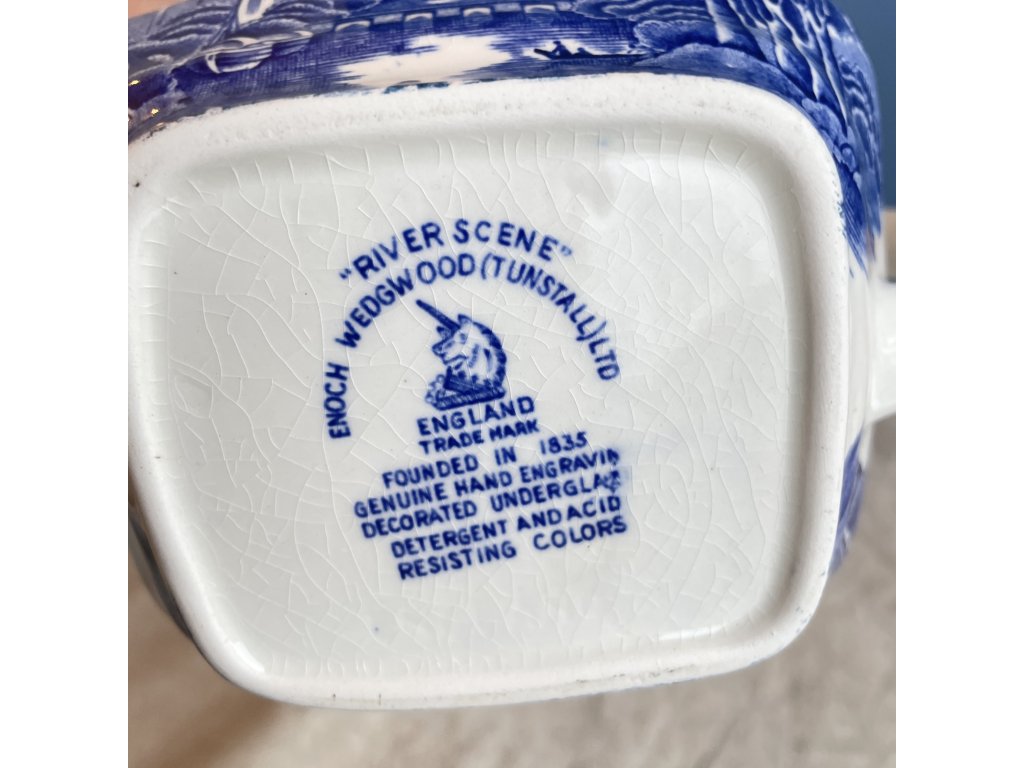 "RIVER SCENE"
ENOCH WEDGWOOD (TUNSTALL) LTD
ENGLAND
TRADE MARK
FOUNDED IN 1835
GENUINE HAND ENGRAVIN
DECORATED UNDERGLA
DETERGENT AND ACID
RESISTING COLORS